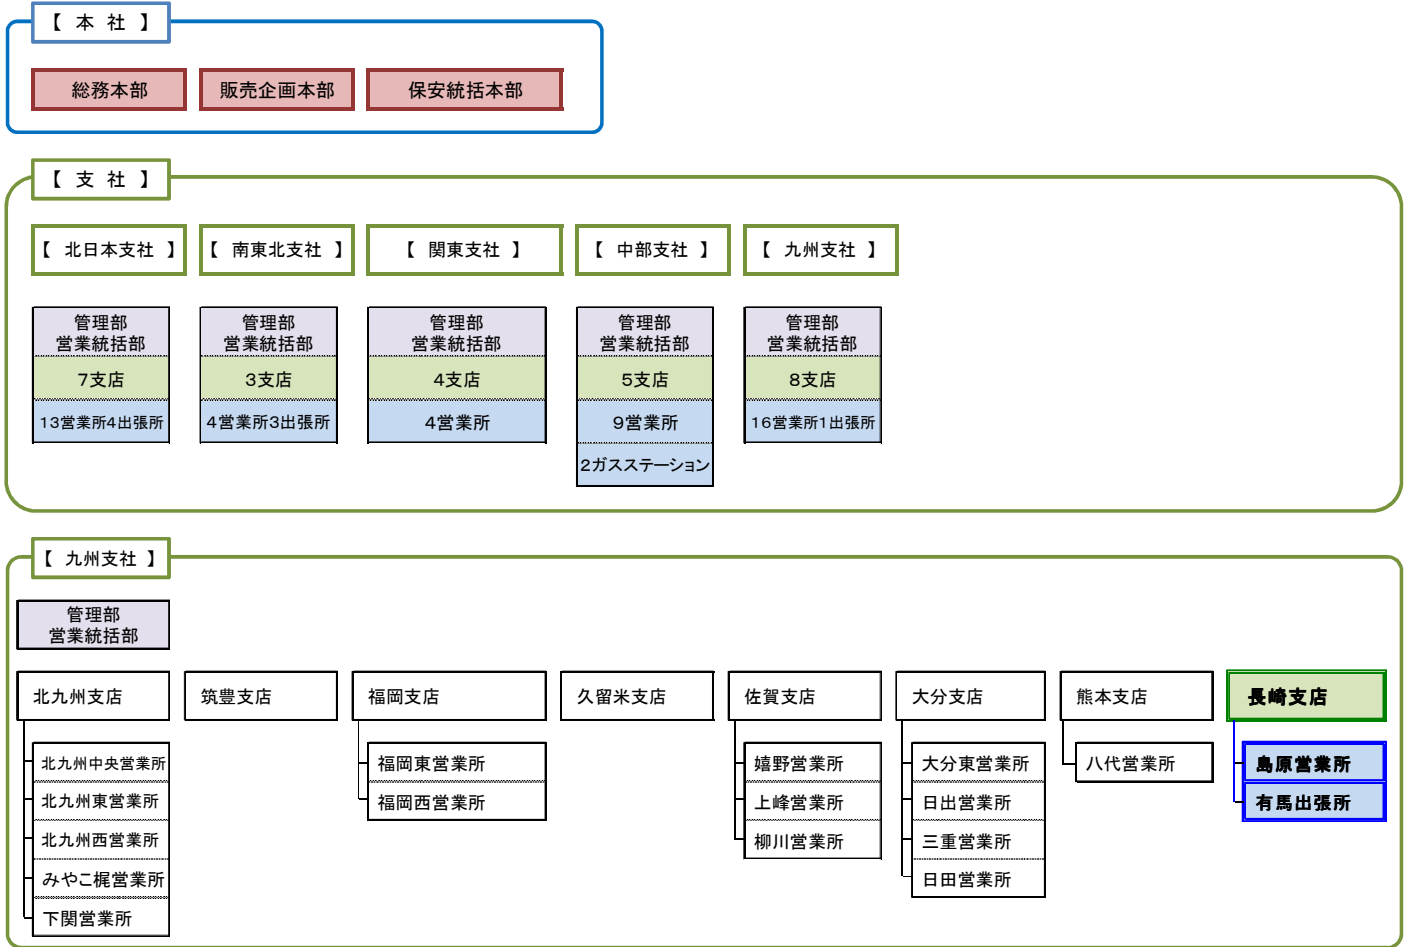 【 本 社 】
総務本部 販売企画本部 保安統括本部
【 支 社 】
【 北日本支社 】 【 南東北支社 】 【 関東支社 】 【 中部支社 】 【 九州支社 】
管理部 管理部 管理部 管理部 管理部
営業統括部 営業統括部 営業統括部 営業統括部 営業統括部
7支店 3支店 4支店 5支店 8支店
13営業所4出張所 4営業所3出張所 4営業所 9営業所 16営業所1出張所
2ガスステーション
【 九州支社 】
管理部
営業統括部
北九州支店 筑豊支店 福岡支店 久留米支店 佐賀支店 大分支店 熊本支店 長崎支店
北九州中央営業所 福岡東営業所 嬉野営業所 大分東営業所 八代営業所 島原営業所
北九州東営業所 福岡西営業所 上峰営業所 日出営業所 有馬出張所
北九州西営業所 柳川営業所 三重営業所
みやこ梶営業所 日田営業所
下関営業所